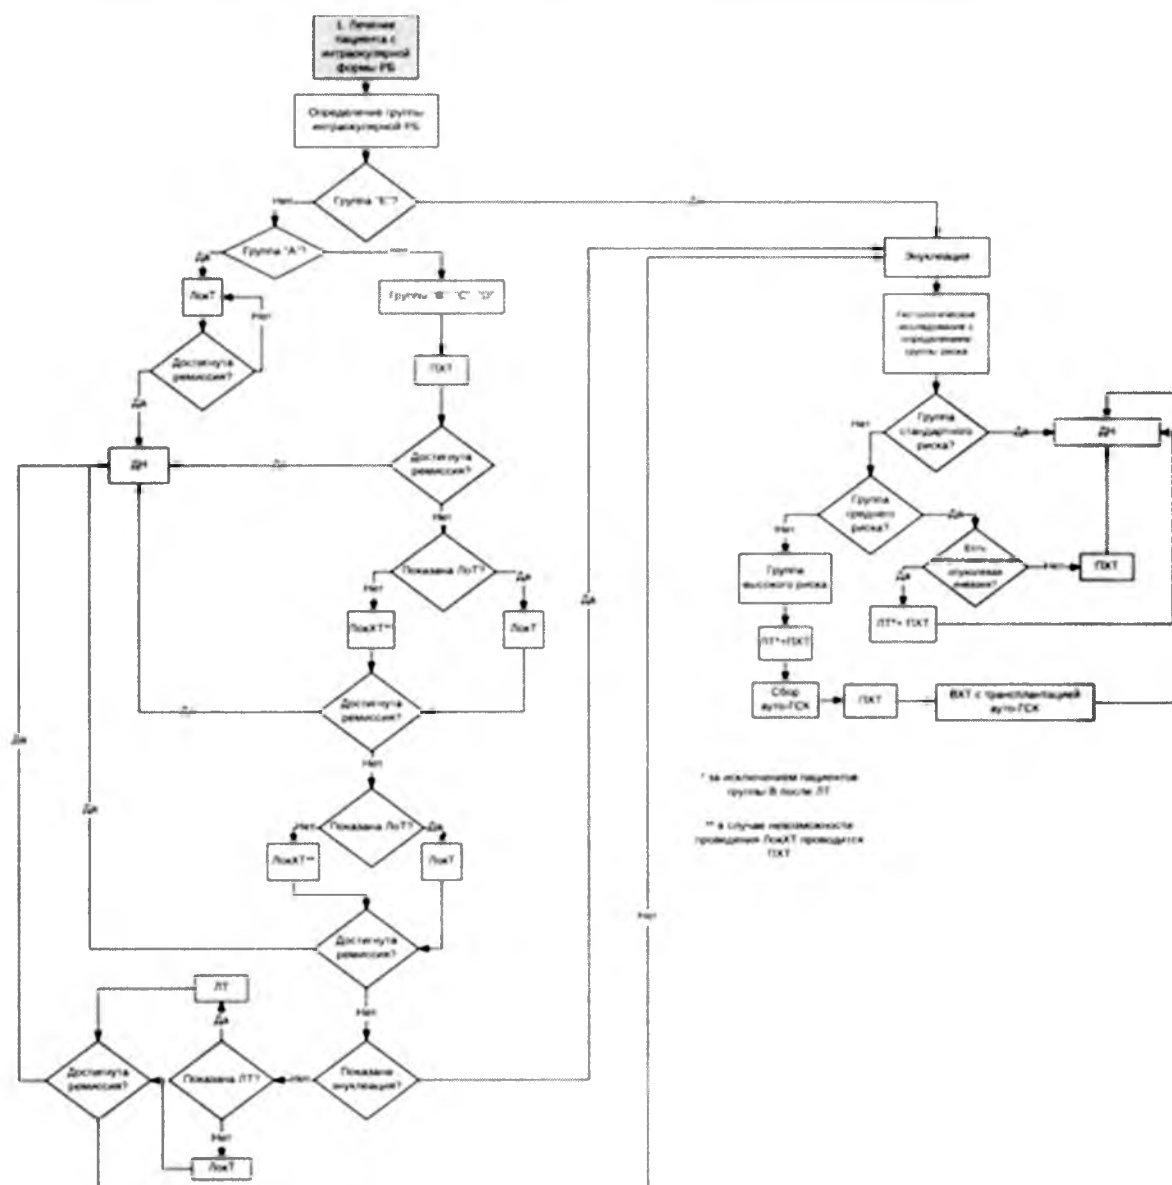 1. Лечение
пациента с
интраокулярной
формы РБ
Определение группы
интраокулярной РБ
Группа "Е"?
Нет
Да
Группа "А"?
Да
Нет
Энуклеация
ЛокТ
Нет
Группы "В" "С" "D"
Гистологическое
исследование с
определением
группы риска
Достигнута
ремиссия?
ПХТ
Да
Группа
стандартного
риска?
Нет
Да
ДН
ДН
Да
Достигнута
ремиссия?
Нет
Группа
среднего
риска?
Нет
Да
Показана ЛоТ?
Нет
Да
Группа
высокого риска
Есть
опухолевая
инвазия?
Да
Нет
ПХТ
ЛокХТ**
ЛокТ
Да
ЛТ*+ ПХТ
ЛТ*+ПХТ
Достигнута
ремиссия?
Да
Сбор
ауто-ГСК
ПХТ
ВХТ с трансплантацией
ауто-ГСК
Да
Нет
Да
* за исключением пациентов
группы В после ЛТ
Показана ЛоТ?
Нет
Да
** в случае невозможности
проведения ЛокХТ проводится
ПХТ
ЛокХТ**
ЛокТ
Нет
Достигнута
ремиссия?
ЛТ
Нет
Да
Достигнута
ремиссия?
Показана ЛТ?
Нет
Показана
энуклеация?
Нет
ЛокТ